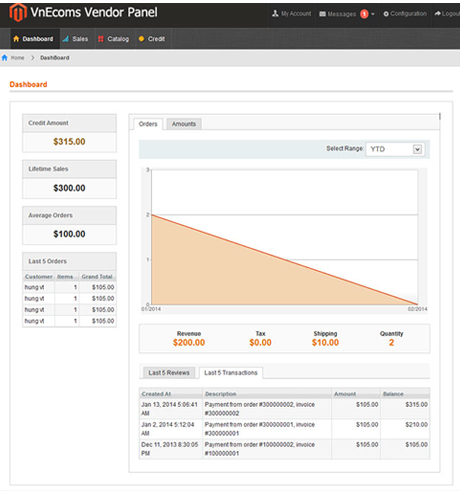 VnEcoms Vendor Panel
My Account Messages 1 Configuration Logout
Dashboard Sales Catalog Credit
Home > DashBoard
Dashboard
Credit Amount
$315.00
Lifetime Sales
$300.00
Average Orders
$100.00
Last 5 Orders
Customer Items Grand Total
hung vt 1 $105.00
hung vt 1 $105.00
hung vt 1 $105.00
hung vt 1 $105.00
Orders Amounts
Select Range: YTD
3
2
1
0
01/2014 02/2014
Revenue Tax Shipping Quantity
$200.00 $0.00 $10.00 2
Last 5 Reviews Last 5 Transactions
Created At Description Amount Balance
Jan 13, 2014 5:06:41 Payment from order #300000002, invoice $105.00 $315.00
AM #300000002
Jan 2, 2014 5:12:04 Payment from order #300000001, invoice $105.00 $210.00
AM #300000001
Dec 11, 2013 8:30:05 Payment from order #100000002, invoice $105.00 $105.00
PM #100000001